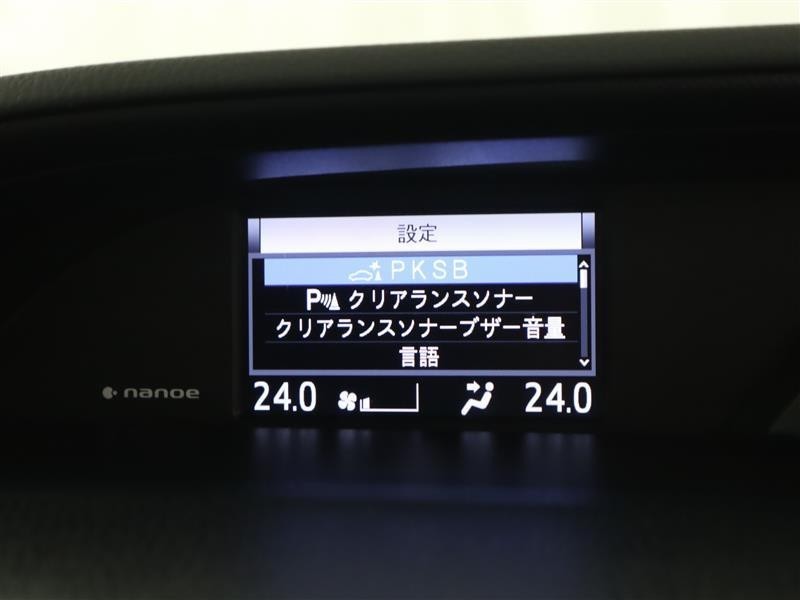 設定
PKSB
P クリアランスソナー
クリアランスソナーブザー音量
言語
nanoe
24.0 24.0